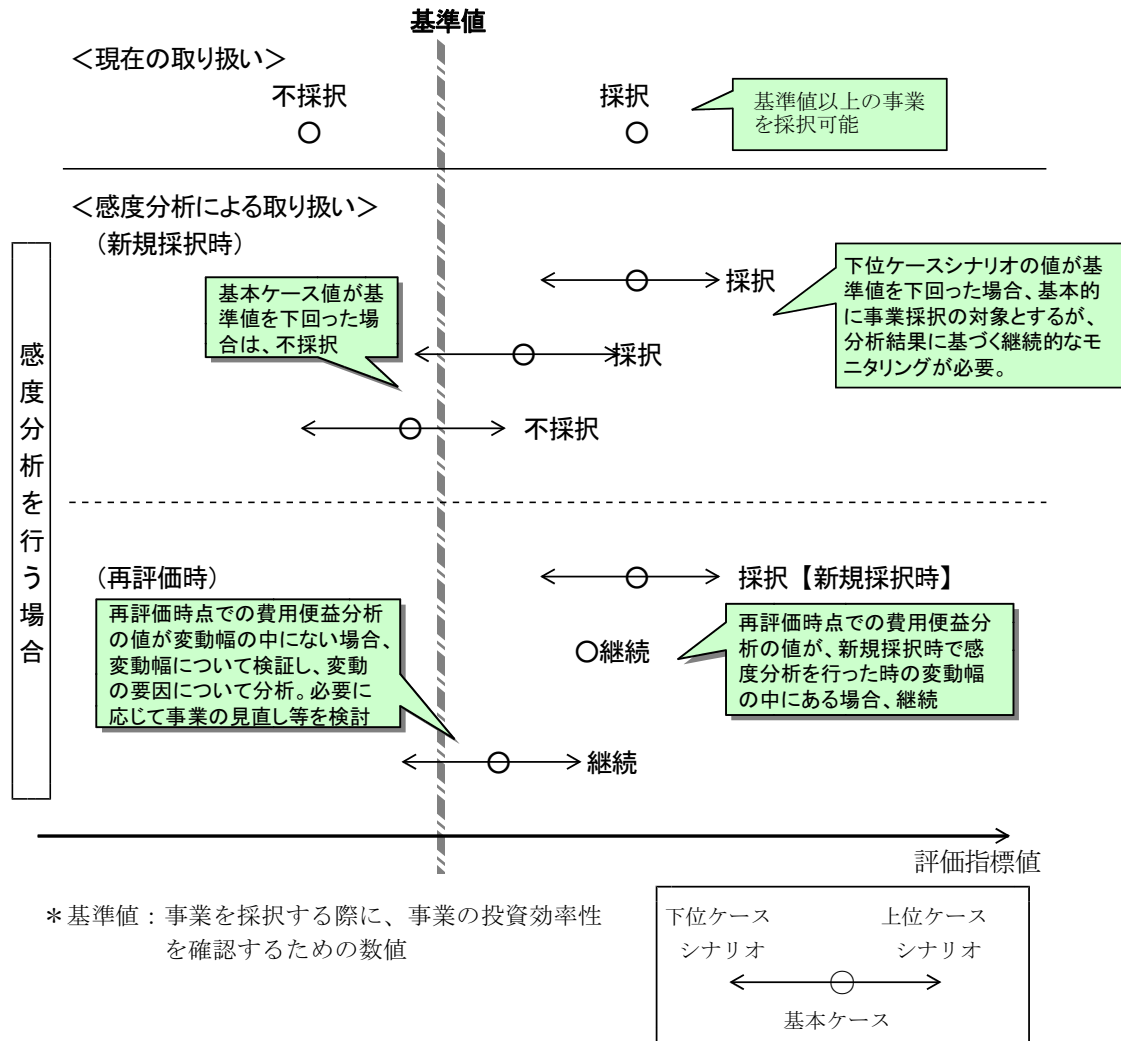 基準値
＜現在の取り扱い＞
不採択
採択
基準値以上の事業
を採択可能
＜感度分析による取り扱い＞
（新規採択時）
感度分析を行う場合
採択
下位ケースシナリオの値が基
準値を下回った場合、基本的
に事業採択の対象とするが、
分析結果に基づく継続的なモ
ニタリングが必要。
基本ケース値が基
準値を下回った場
合は、不採択
採択
不採択
（再評価時）
採択【新規採択時】
再評価時点での費用便益分析
の値が変動幅の中にない場合、
変動幅について検証し、変動
の要因について分析。必要に
応じて事業の見直し等を検討
継続
再評価時点での費用便益分
析の値が、新規採択時で感
度分析を行った時の変動幅
の中にある場合、継続
継続
評価指標値
＊基準値：事業を採択する際に、事業の投資効率性
を確認するための数値
下位ケース
シナリオ
上位ケース
シナリオ
基本ケース